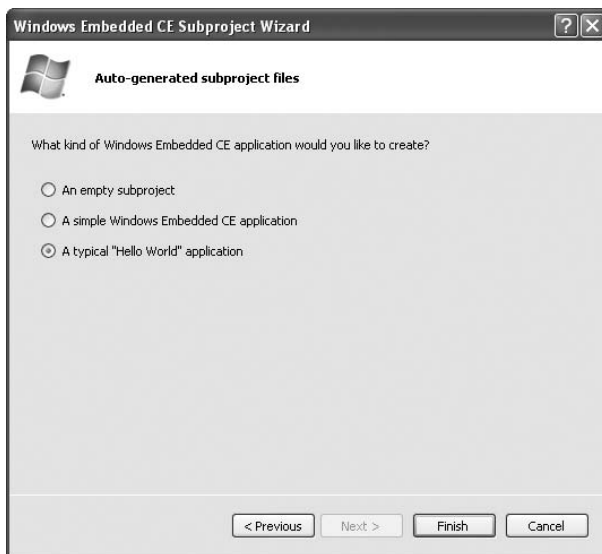 Windows Embedded CE Subproject Wizard
Auto-generated subproject files
What kind of Windows Embedded CE application would you like to create?
An empty subproject
A simple Windows Embedded CE application
A typical "Hello World" application
< Previous Next > Finish Cancel